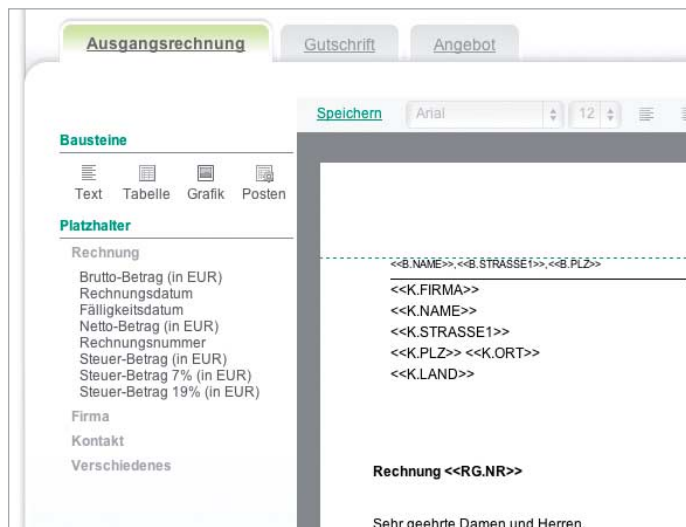 Ausgangsrechnung Gutschrift Angebot
Speichern Arial 12
Bausteine
Text Tabelle Grafik Posten
Platzhalter
Rechnung
Brutto-Betrag (in EUR)
Rechnungsdatum
Fälligkeitsdatum
Netto-Betrag (in EUR)
Rechnungsnummer
Steuer-Betrag (in EUR)
Steuer-Betrag 7% (in EUR)
Steuer-Betrag 19% (in EUR)
Firma
Kontakt
Verschiedenes
<<B.NAME>>,<<B.STRASSE1>>,<<B.PLZ>>
<<K.FIRMA>>
<<K.NAME>>
<<K.STRASSE1>>
<<K.PLZ>> <<K.ORT>>
<<K.LAND>>
Rechnung <<RG.NR>>
Sehr geehrte Damen und Herren,